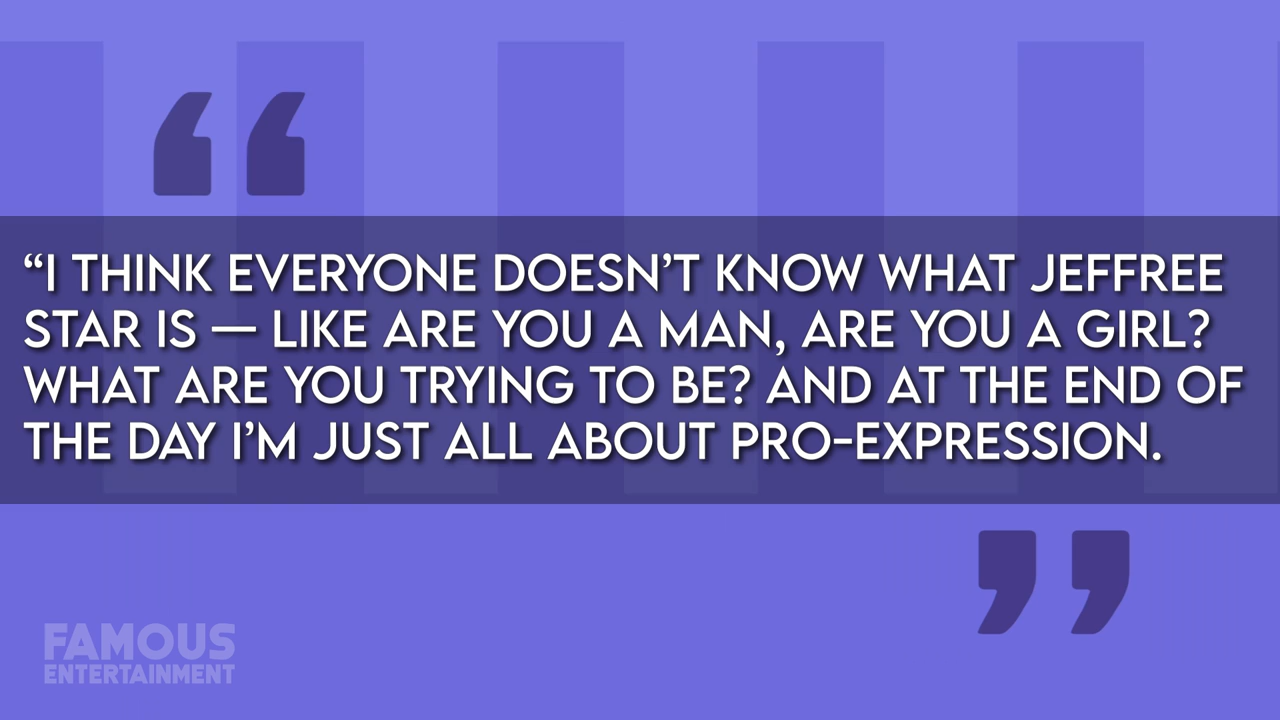 “I THINK EVERYONE DOESN’T KNOW WHAT JEFFREE
STAR IS — LIKE ARE YOU A MAN, ARE YOU A GIRL?
WHAT ARE YOU TRYING TO BE? AND AT THE END OF
THE DAY I’M JUST ALL ABOUT PRO-EXPRESSION.
FAMOUS
ENTERTAINMENT